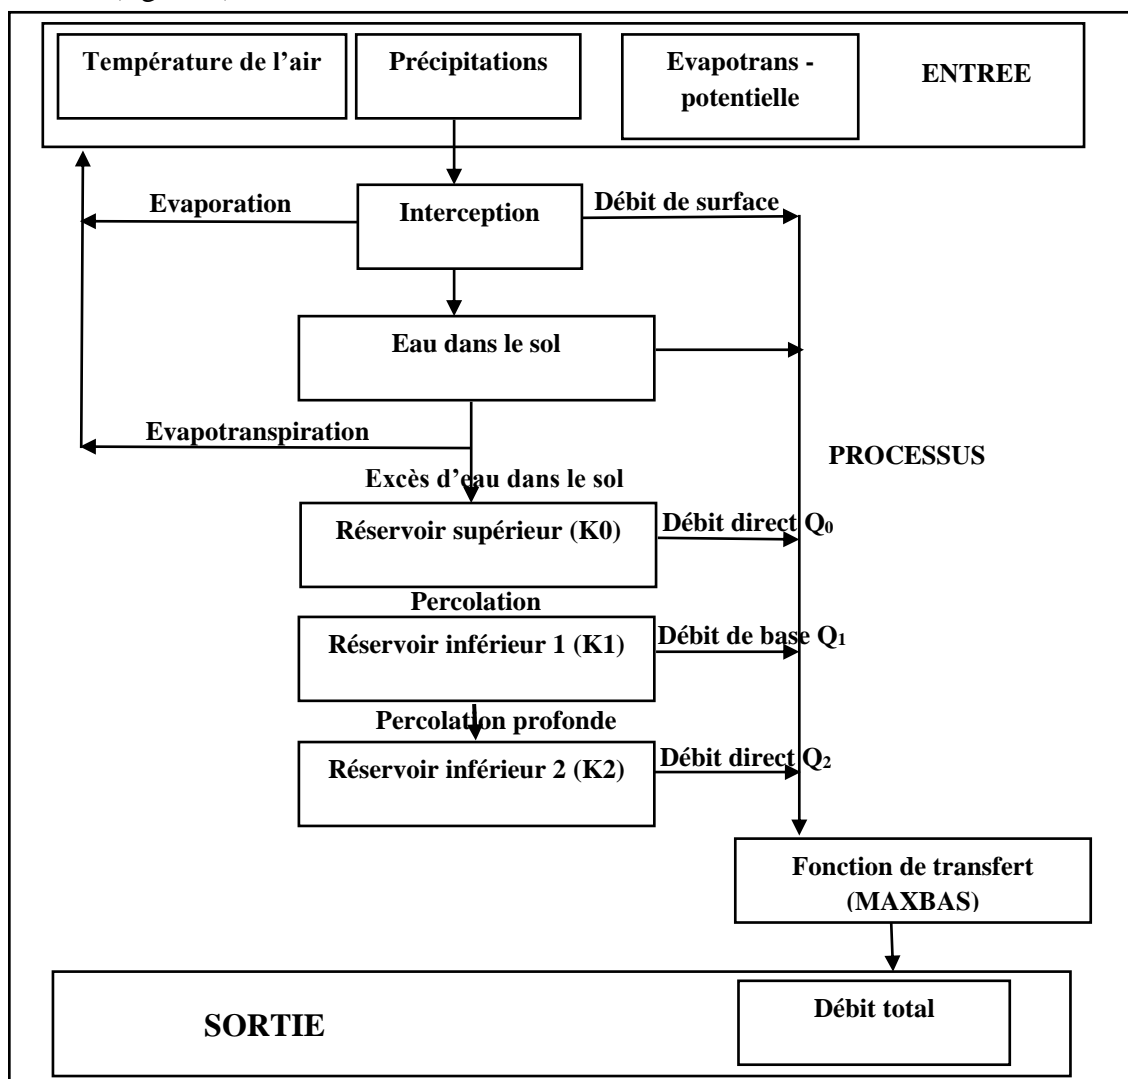 Température de l'air
Précipitations
Evapotrans -
potentielle
ENTREE
Evaporation
Interception
Débit de surface
Eau dans le sol
Evapotranspiration
PROCESSUS
Excès d'eau dans le sol
Réservoir supérieur (K0)
Débit direct Q0
Percolation
Réservoir inférieur 1 (K1)
Débit de base Q1
Percolation profonde
Réservoir inférieur 2 (K2)
Débit direct Q2
Fonction de transfert
(MAXBAS)
SORTIE
Débit total